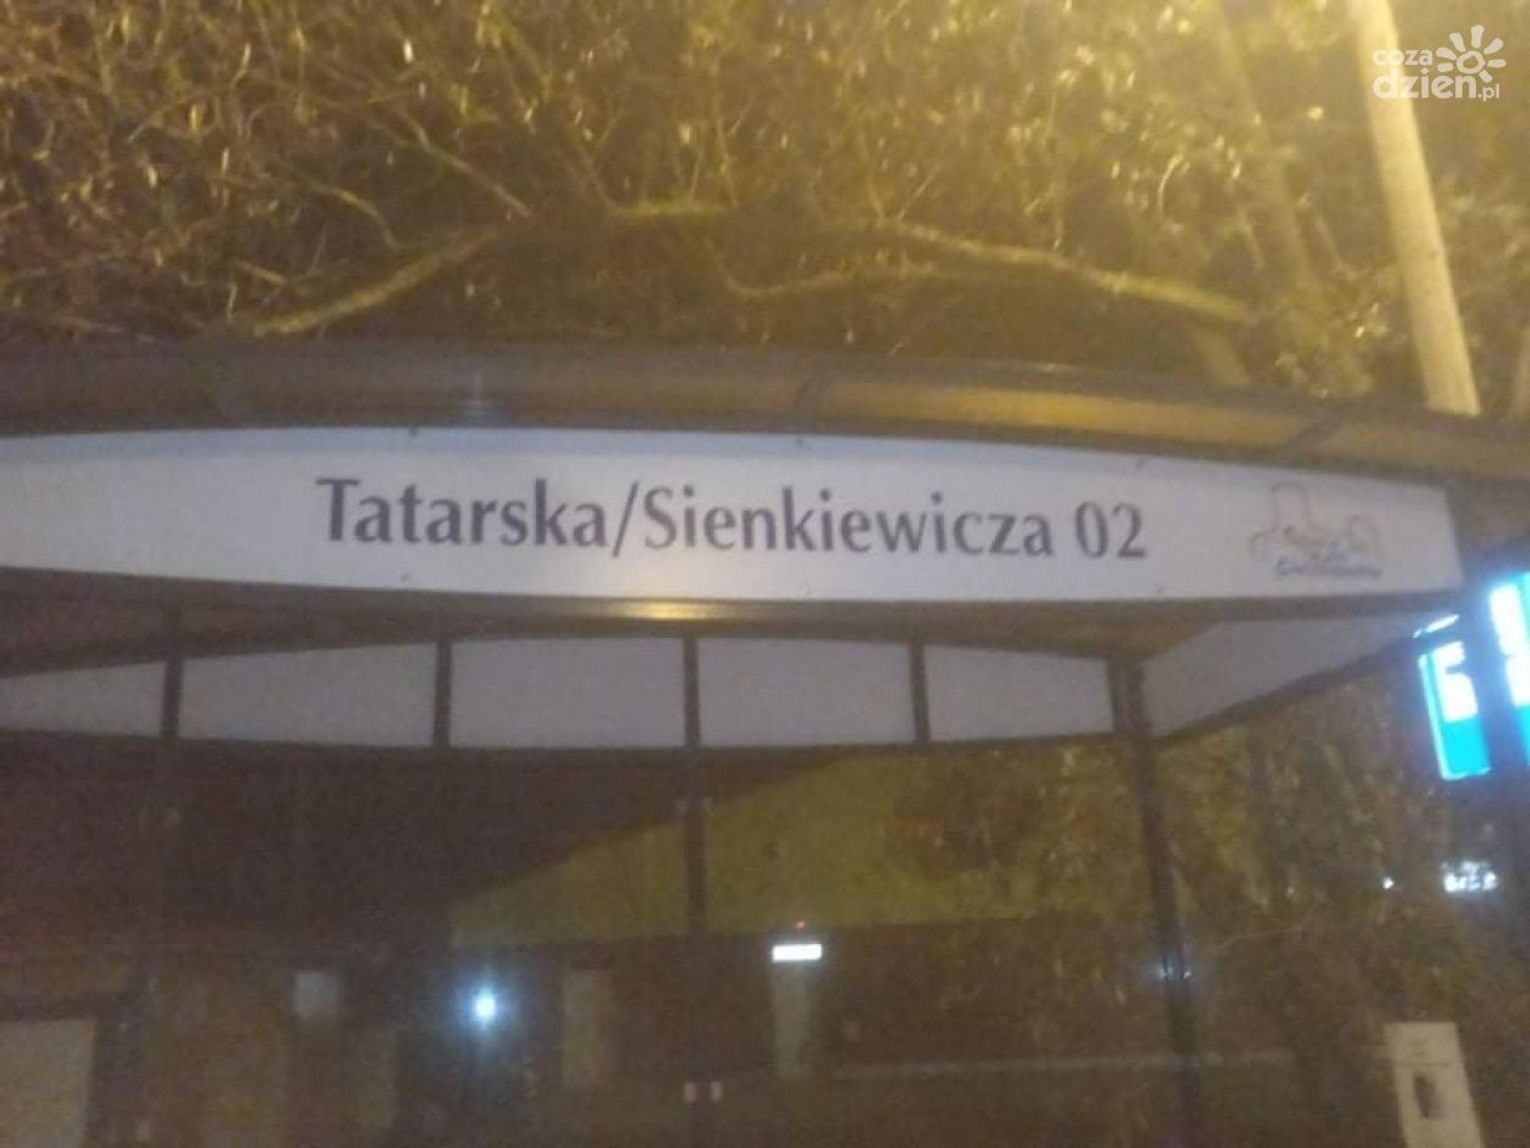 coza
dzien.pl
Tatarska/Sienkiewicza 02